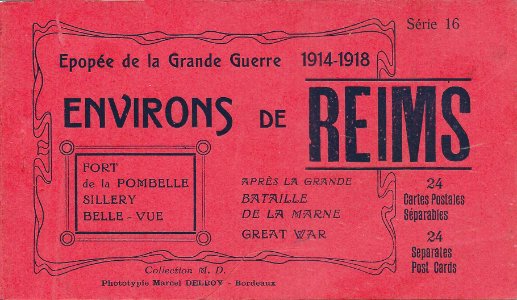 Série 16
Epopée de la Grande Guerre 1914-1918
ENVIRONS DE REIMS
FORT
de la POMBELLE
SILLERY
BELLE - VUE
APRÈS LA GRANDE
BATAILLE
DE LA MARNE
GREAT WAR
24
Cartes Postales
Séparables
24
Separates
Post Cards
Collection M. D.
Phototypie Marcel DELBOY - Bordeaux